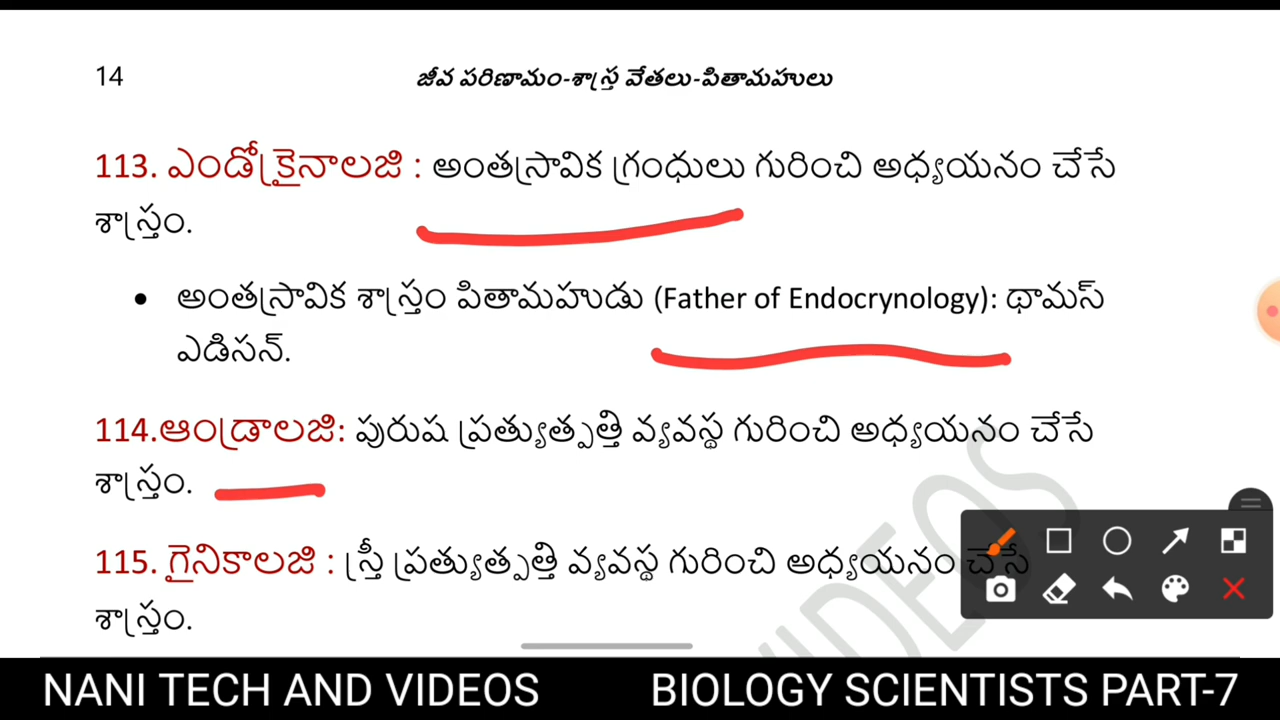 14
జీవ పరిణామం-శాస్త్ర వేతలు-పితామహులు
113. ఎండోక్రైనాలజి : అంతస్రావిక గ్రంధులు గురించి అధ్యయనం చేసే
శాస్త్రం.
• అంతస్రావిక శాస్త్రం పితామహుడు (Father of Endocrynology): థామస్
ఎడిసన్.
114.ఆండ్రాలజి: పురుష ప్రత్యుత్పత్తి వ్యవస్థ గురించి అధ్యయనం చేసే
శాస్త్రం.
115. గైనికాలజి : స్త్రీ ప్రత్యుత్పత్తి వ్యవస్థ గురించి అధ్యయనం చేసే
శాస్త్రం.
VIDEOS
NANI TECH AND VIDEOS
BIOLOGY SCIENTISTS PART-7